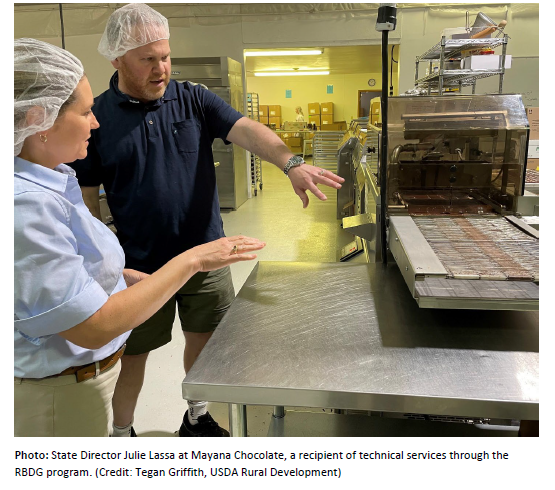 Photo: State Director Julie Lassa at Mayana Chocolate, a recipient of technical services through the
RBDG program. (Credit: Tegan Griffith, USDA Rural Development)